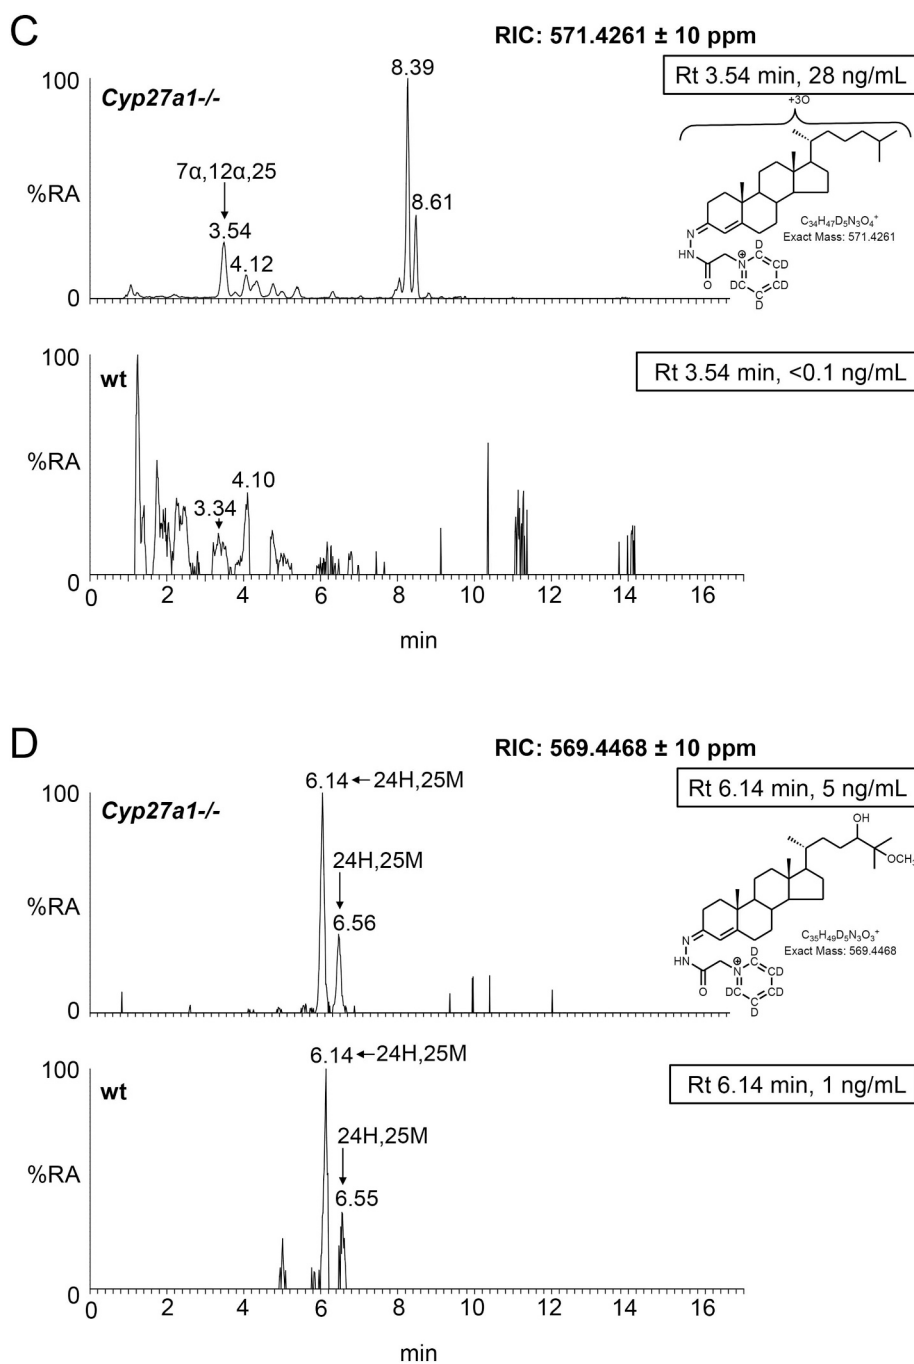 C
RIC: 571.4261 ± 10 ppm
Rt 3.54 min, 28 ng/mL
100
Cyp27a1-/-
8.39
+3O
7α,12α,25
%RA
3.54
8.61
4.12
C34H47D5N3O4+
Exact Mass: 571.4261
N
HN
O
N
⊕
D
D
DC
D
D
0
100
wt
Rt 3.54 min, <0.1 ng/mL
%RA
4.10
3.34
0
0 2 4 6 8 10 12 14 16
min
D
RIC: 569.4468 ± 10 ppm
6.14 24H,25M
Rt 6.14 min, 5 ng/mL
100
Cyp27a1-/-
OH
24H,25M
OCH3
%RA
6.56
C35H49D5N3O3+
Exact Mass: 569.4468
N
HN
O
N
⊕
D
D
DC
D
D
0
6.14 24H,25M
100
wt
Rt 6.14 min, 1 ng/mL
24H,25M
%RA
6.55
0
0 2 4 6 8 10 12 14 16
min